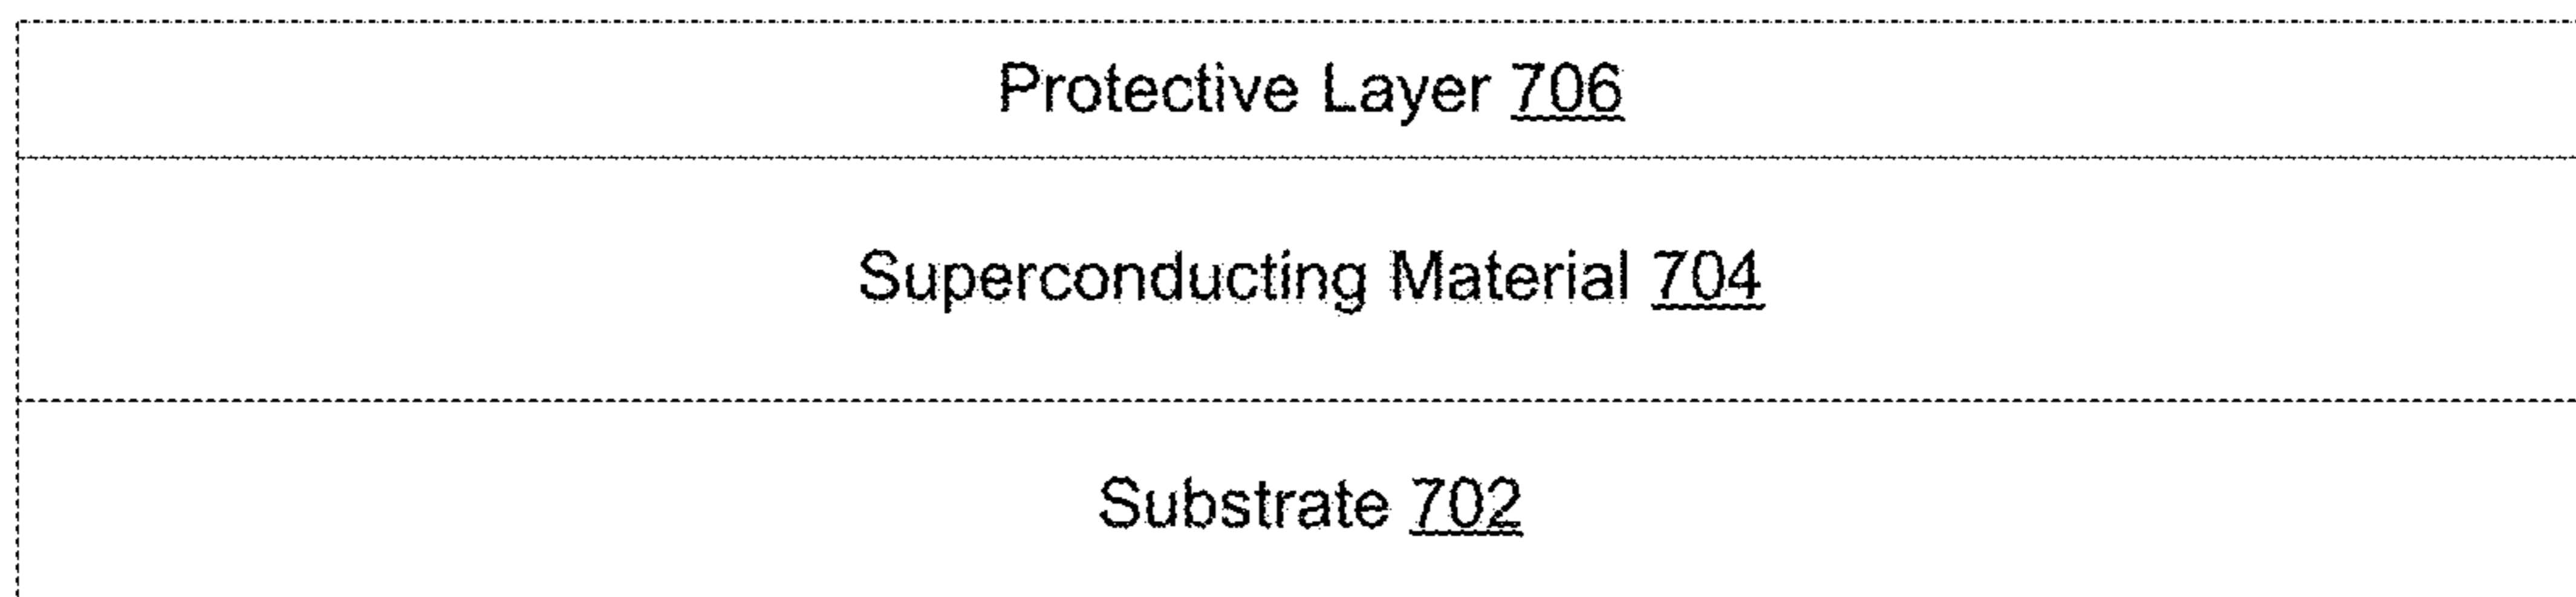 Protective Layer 706
Superconducting Material 704
Substrate 702